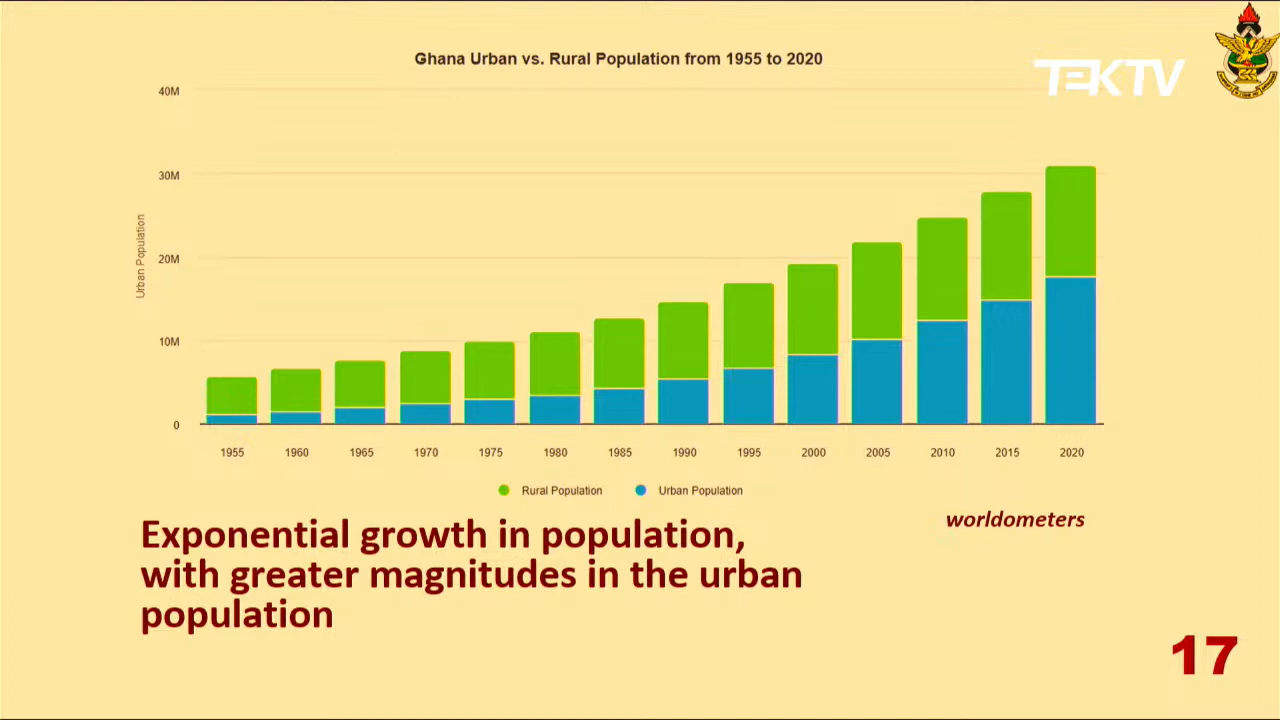 Ghana Urban vs. Rural Population from 1955 to 2020
TEKTV
40M
30M
20M
10M
0
Urban Population
1955 1960 1965 1970 1975 1980 1985 1990 1995 2000 2005 2010 2015 2020
Rural Population Urban Population
worldometers
Exponential growth in population,
with greater magnitudes in the urban
population
17